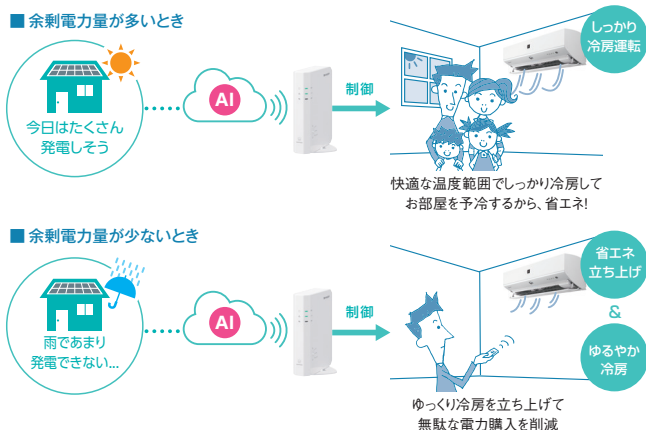 ■ 余剰電力量が多いとき
今日はたくさん
発電しそう
AI
制御
しっかり
冷房運転
快適な温度範囲でしっかり冷房して
お部屋を予冷するから、省エネ!
■ 余剰電力量が少ないとき
雨であまり
発電できない...
AI
制御
省エネ
立ち上げ
&
ゆるやか
冷房
ゆっくり冷房を立ち上げて
無駄な電力購入を削減